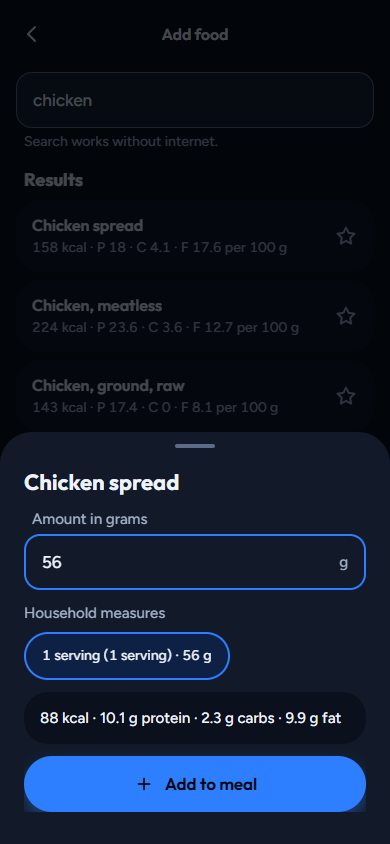 Add food
chicken
Search works without internet.
Results
Chicken spread
158 kcal · P 18 · C 4.1 · F 17.6 per 100 g
Chicken, meatless
224 kcal · P 23.6 · C 3.6 · F 12.7 per 100 g
Chicken, ground, raw
143 kcal · P 17.4 · C 0 · F 8.1 per 100 g
Chicken spread
Amount in grams
56 g
Household measures
1 serving (1 serving) · 56 g
88 kcal · 10.1 g protein · 2.3 g carbs · 9.9 g fat
+ Add to meal